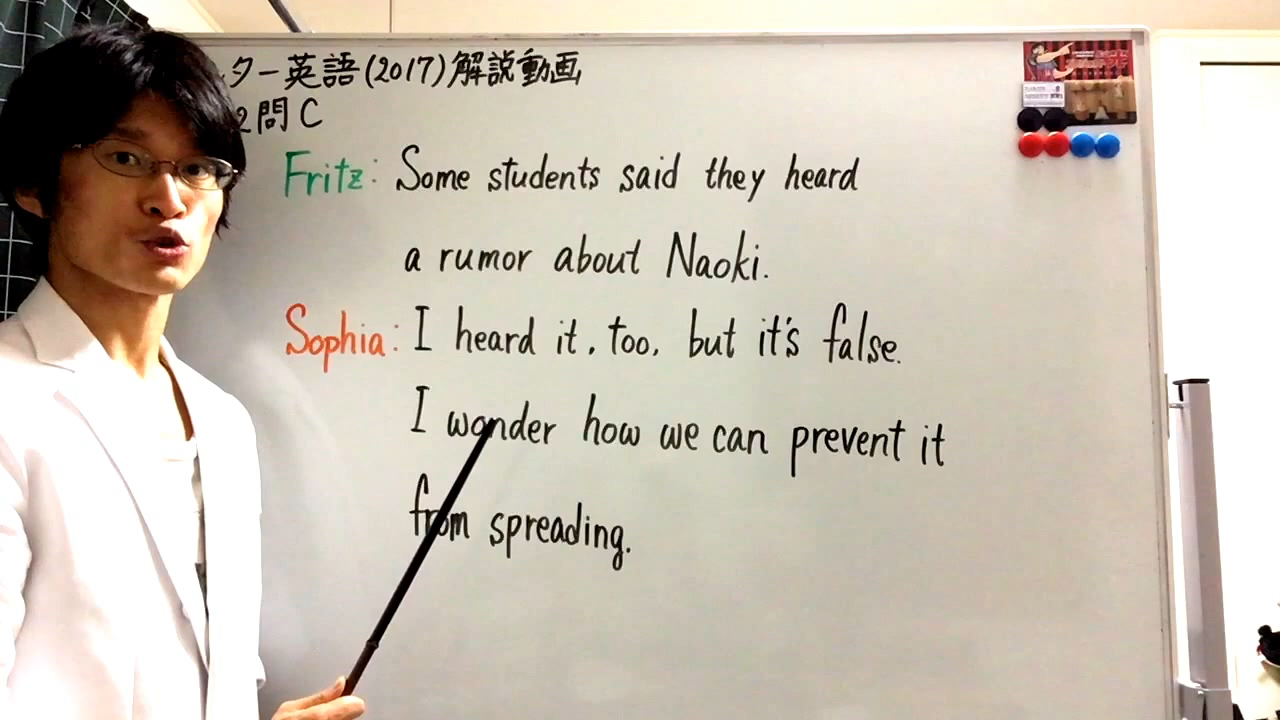 ター英語(2017)解説動画
2問 C
Fritz: Some students said they heard
a rumor about Naoki.
Sophia: I heard it, too, but it's false.
I wonder how we can prevent it
from spreading.